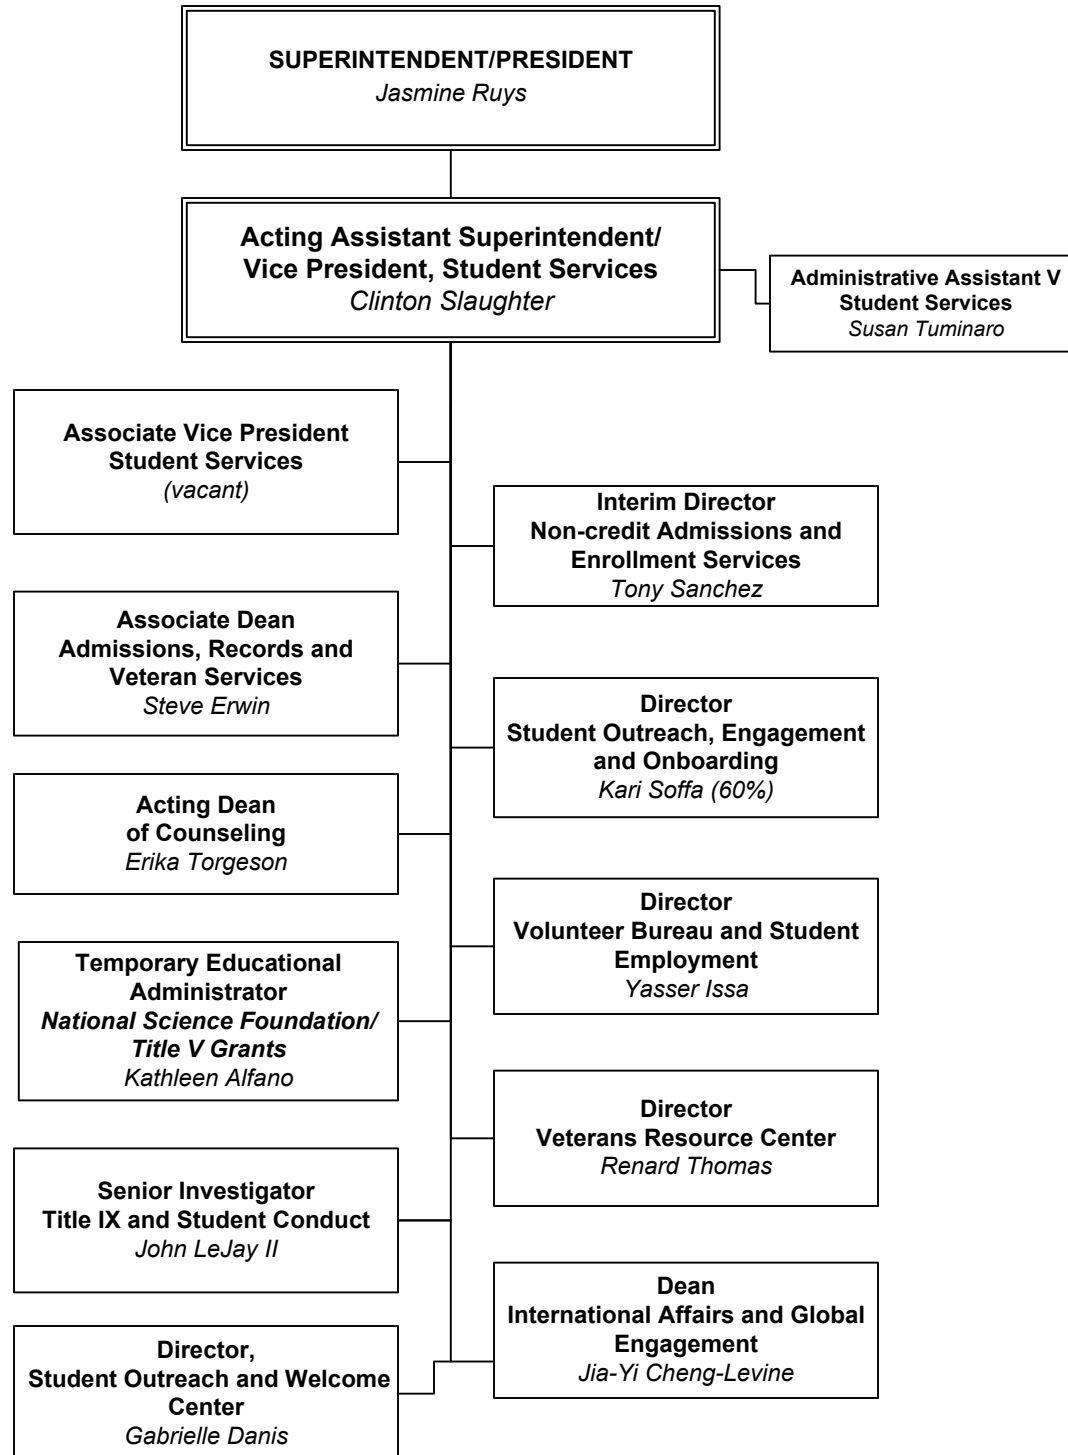 SUPERINTENDENT/PRESIDENT
Jasmine Ruys
Acting Assistant Superintendent/
Vice President, Student Services
Clinton Slaughter
Administrative Assistant V
Student Services
Susan Tuminaro
Associate Vice President
Student Services
(vacant)
Interim Director
Non-credit Admissions and
Enrollment Services
Tony Sanchez
Associate Dean
Admissions, Records and
Veteran Services
Steve Erwin
Director
Student Outreach, Engagement
and Onboarding
Kari Soffa (60%)
Acting Dean
of Counseling
Erika Torgeson
Director
Volunteer Bureau and Student
Employment
Yasser Issa
Temporary Educational
Administrator
National Science Foundation/
Title V Grants
Kathleen Alfano
Director
Veterans Resource Center
Renard Thomas
Senior Investigator
Title IX and Student Conduct
John LeJay II
Dean
International Affairs and Global
Engagement
Jia-Yi Cheng-Levine
Director,
Student Outreach and Welcome
Center
Gabrielle Danis